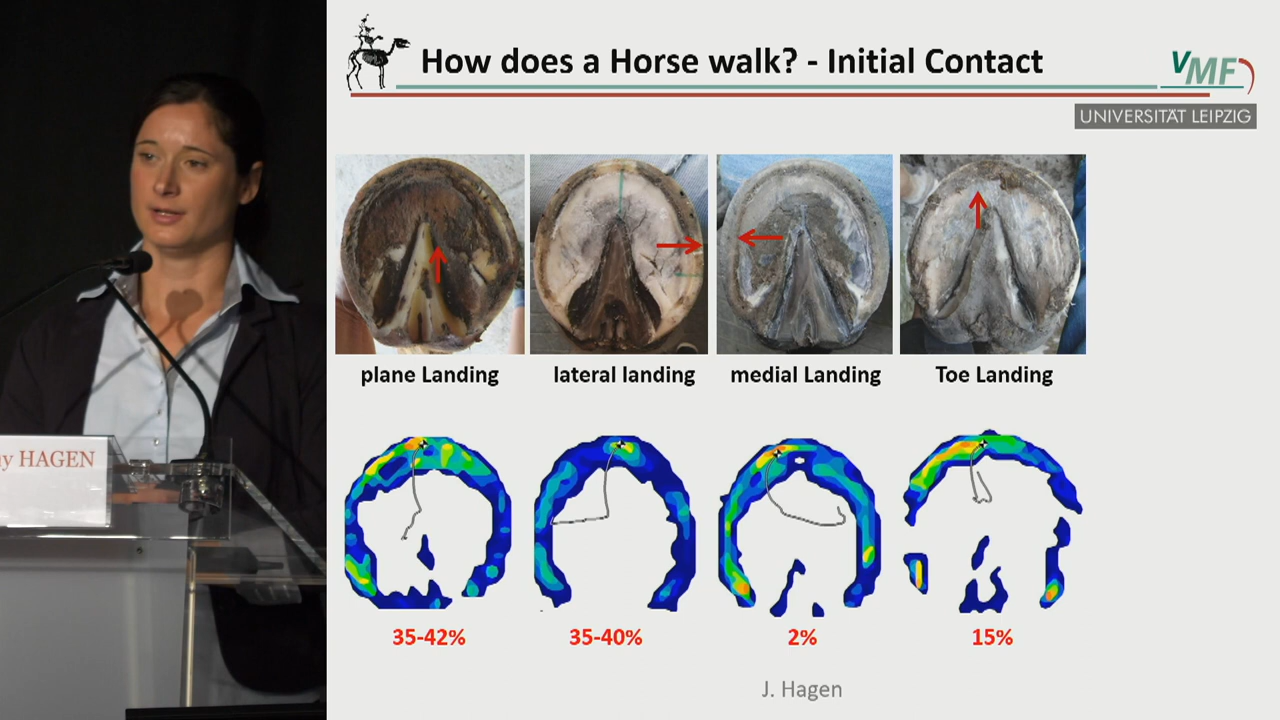 How does a Horse walk? - Initial Contact
VMF
UNIVERSITÄT LEIPZIG
plane Landing
lateral landing
medial Landing
Toe Landing
HAGEN
35-42%
35-40%
2%
15%
J. Hagen